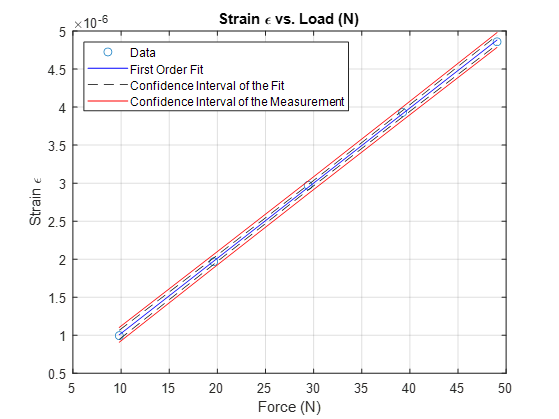 Strain ϵ vs. Load (N)
×10⁻⁶
5
4.5
4
3.5
3
2.5
2
1.5
1
0.5
Strain ϵ
Data
First Order Fit
Confidence Interval of the Fit
Confidence Interval of the Measurement
5 10 15 20 25 30 35 40 45 50
Force (N)